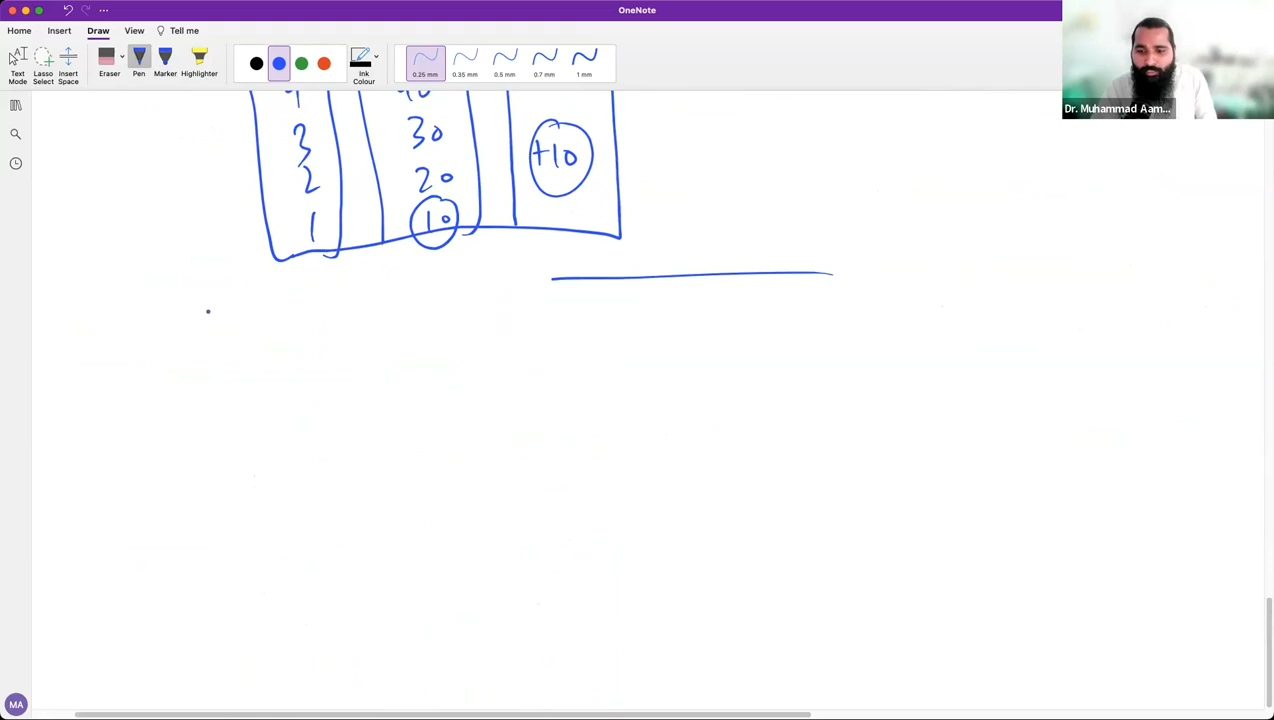 OneNote
Home Insert Draw View Tell me
Text Mode
Lasso Select
Insert Space
Eraser
Pen
Marker
Highlighter
Ink Colour
0.25 mm
0.35 mm
0.5 mm
0.7 mm
1 mm
Dr. Muhammad Aam...
3 30 +10
2 20
1 10
MA